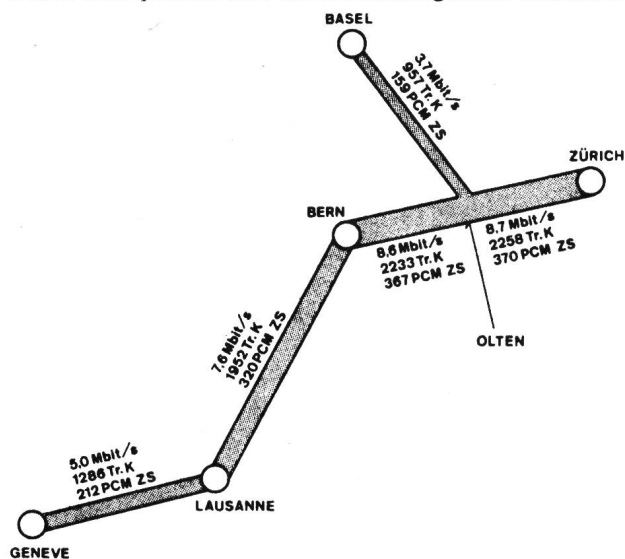 BASEL
3.7 Mbit/s
957 Tr. K
159 PCM ZS
ZÜRICH
BERN
8.6 Mbit/s
2233 Tr. K
367 PCM ZS
8.7 Mbit/s
2258 Tr. K
370 PCM ZS
OLTEN
7.6 Mbit/s
1952 Tr. K
320 PCM ZS
5.0 Mbit/s
1286 Tr. K
212 PCM ZS
LAUSANNE
GENEVE